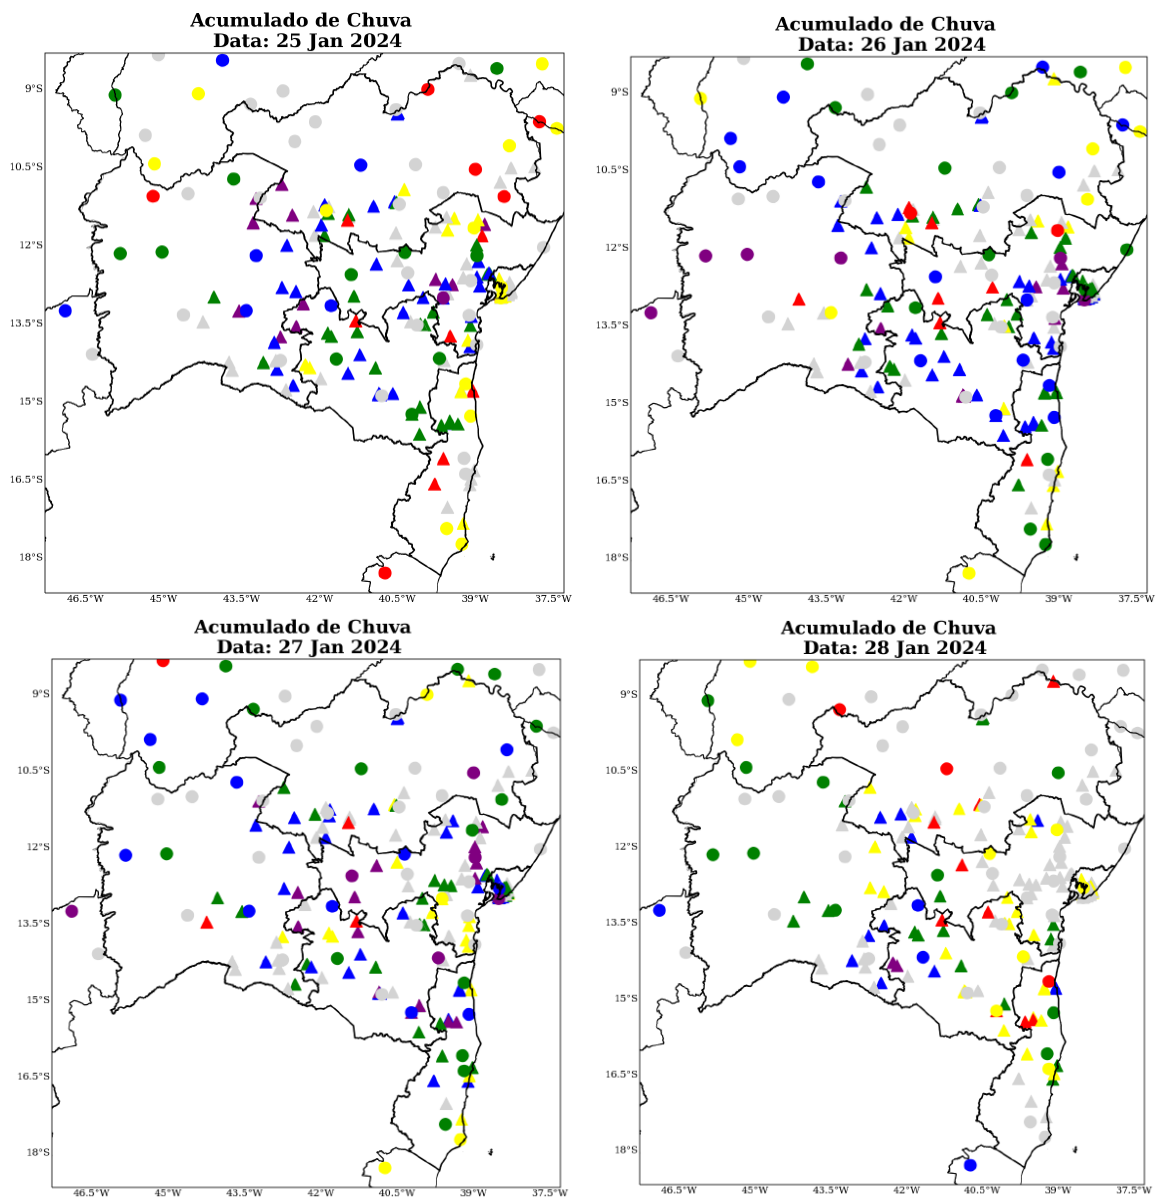 Acumulado de Chuva
Data: 25 Jan 2024
9°S
10.5°S
12°S
13.5°S
15°S
16.5°S
18°S
46.5°W 45°W 43.5°W 42°W 40.5°W 39°W 37.5°W
Acumulado de Chuva
Data: 26 Jan 2024
9°S
10.5°S
12°S
13.5°S
15°S
16.5°S
18°S
46.5°W 45°W 43.5°W 42°W 40.5°W 39°W 37.5°W
Acumulado de Chuva
Data: 27 Jan 2024
9°S
10.5°S
12°S
13.5°S
15°S
16.5°S
18°S
46.5°W 45°W 43.5°W 42°W 40.5°W 39°W 37.5°W
Acumulado de Chuva
Data: 28 Jan 2024
9°S
10.5°S
12°S
13.5°S
15°S
16.5°S
18°S
46.5°W 45°W 43.5°W 42°W 40.5°W 39°W 37.5°W